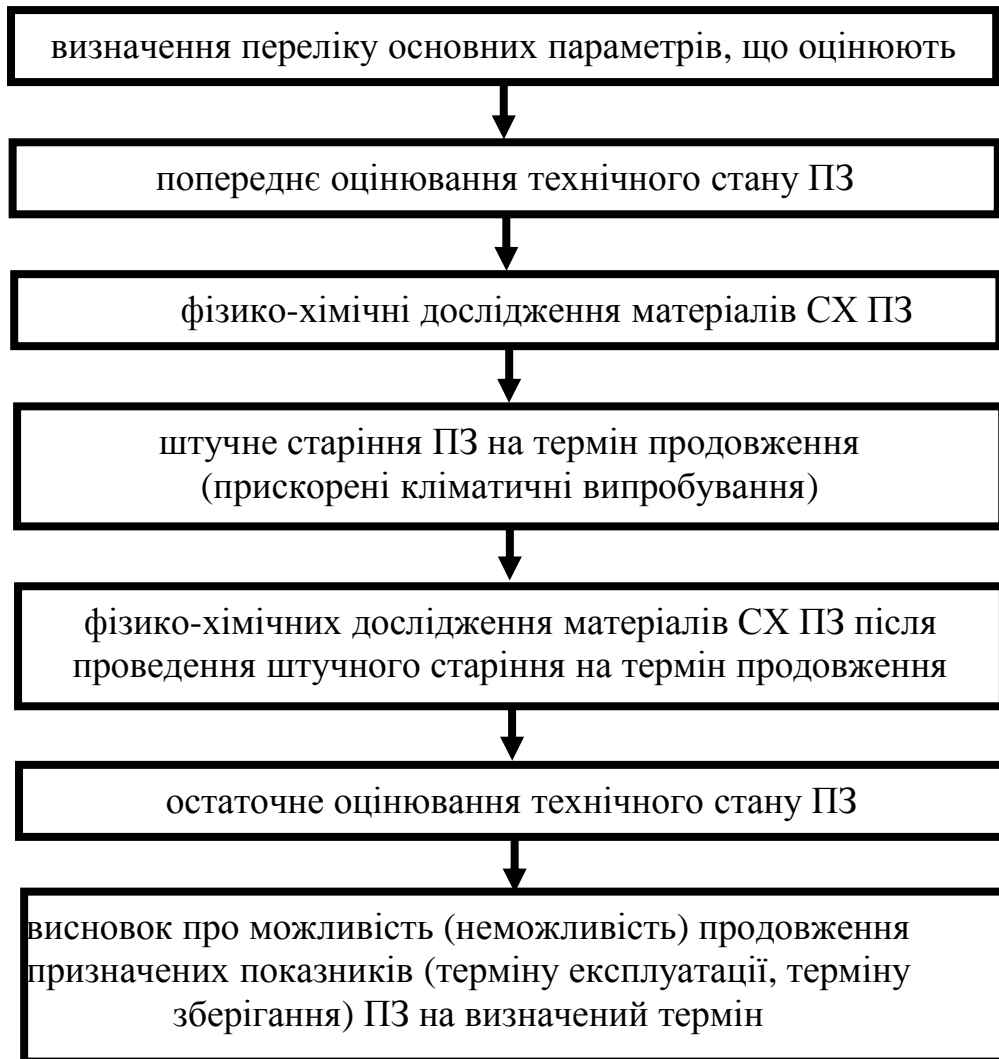 визначення переліку основних параметрів, що оцінюють
попереднє оцінювання технічного стану ПЗ
фізико-хімічні дослідження матеріалів СХ ПЗ
штучне старіння ПЗ на термін продовження
(прискорені кліматичні випробування)
фізико-хімічних дослідження матеріалів СХ ПЗ після
проведення штучного старіння на термін продовження
остаточне оцінювання технічного стану ПЗ
висновок про можливість (неможливість) продовження
призначених показників (терміну експлуатації, терміну
зберігання) ПЗ на визначений термін